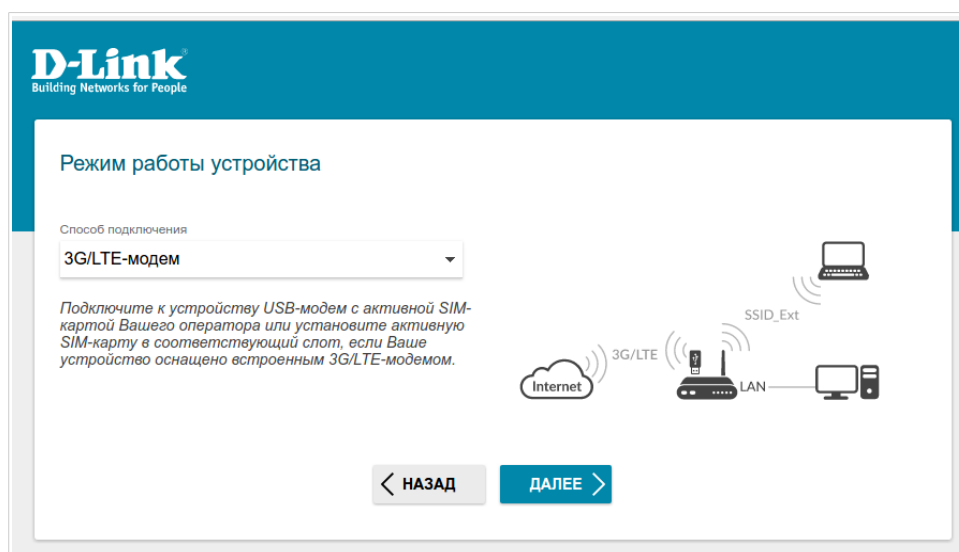 D-Link®
Building Networks for People
Режим работы устройства
Способ подключения
3G/LTE-модем
Подключите к устройству USB-модем с активной SIM-
картой Вашего оператора или установите активную
SIM-карту в соответствующий слот, если Ваше
устройство оснащено встроенным 3G/LTE-модемом.
SSID_Ext
3G/LTE
Internet
LAN
НАЗАД
ДАЛЕЕ